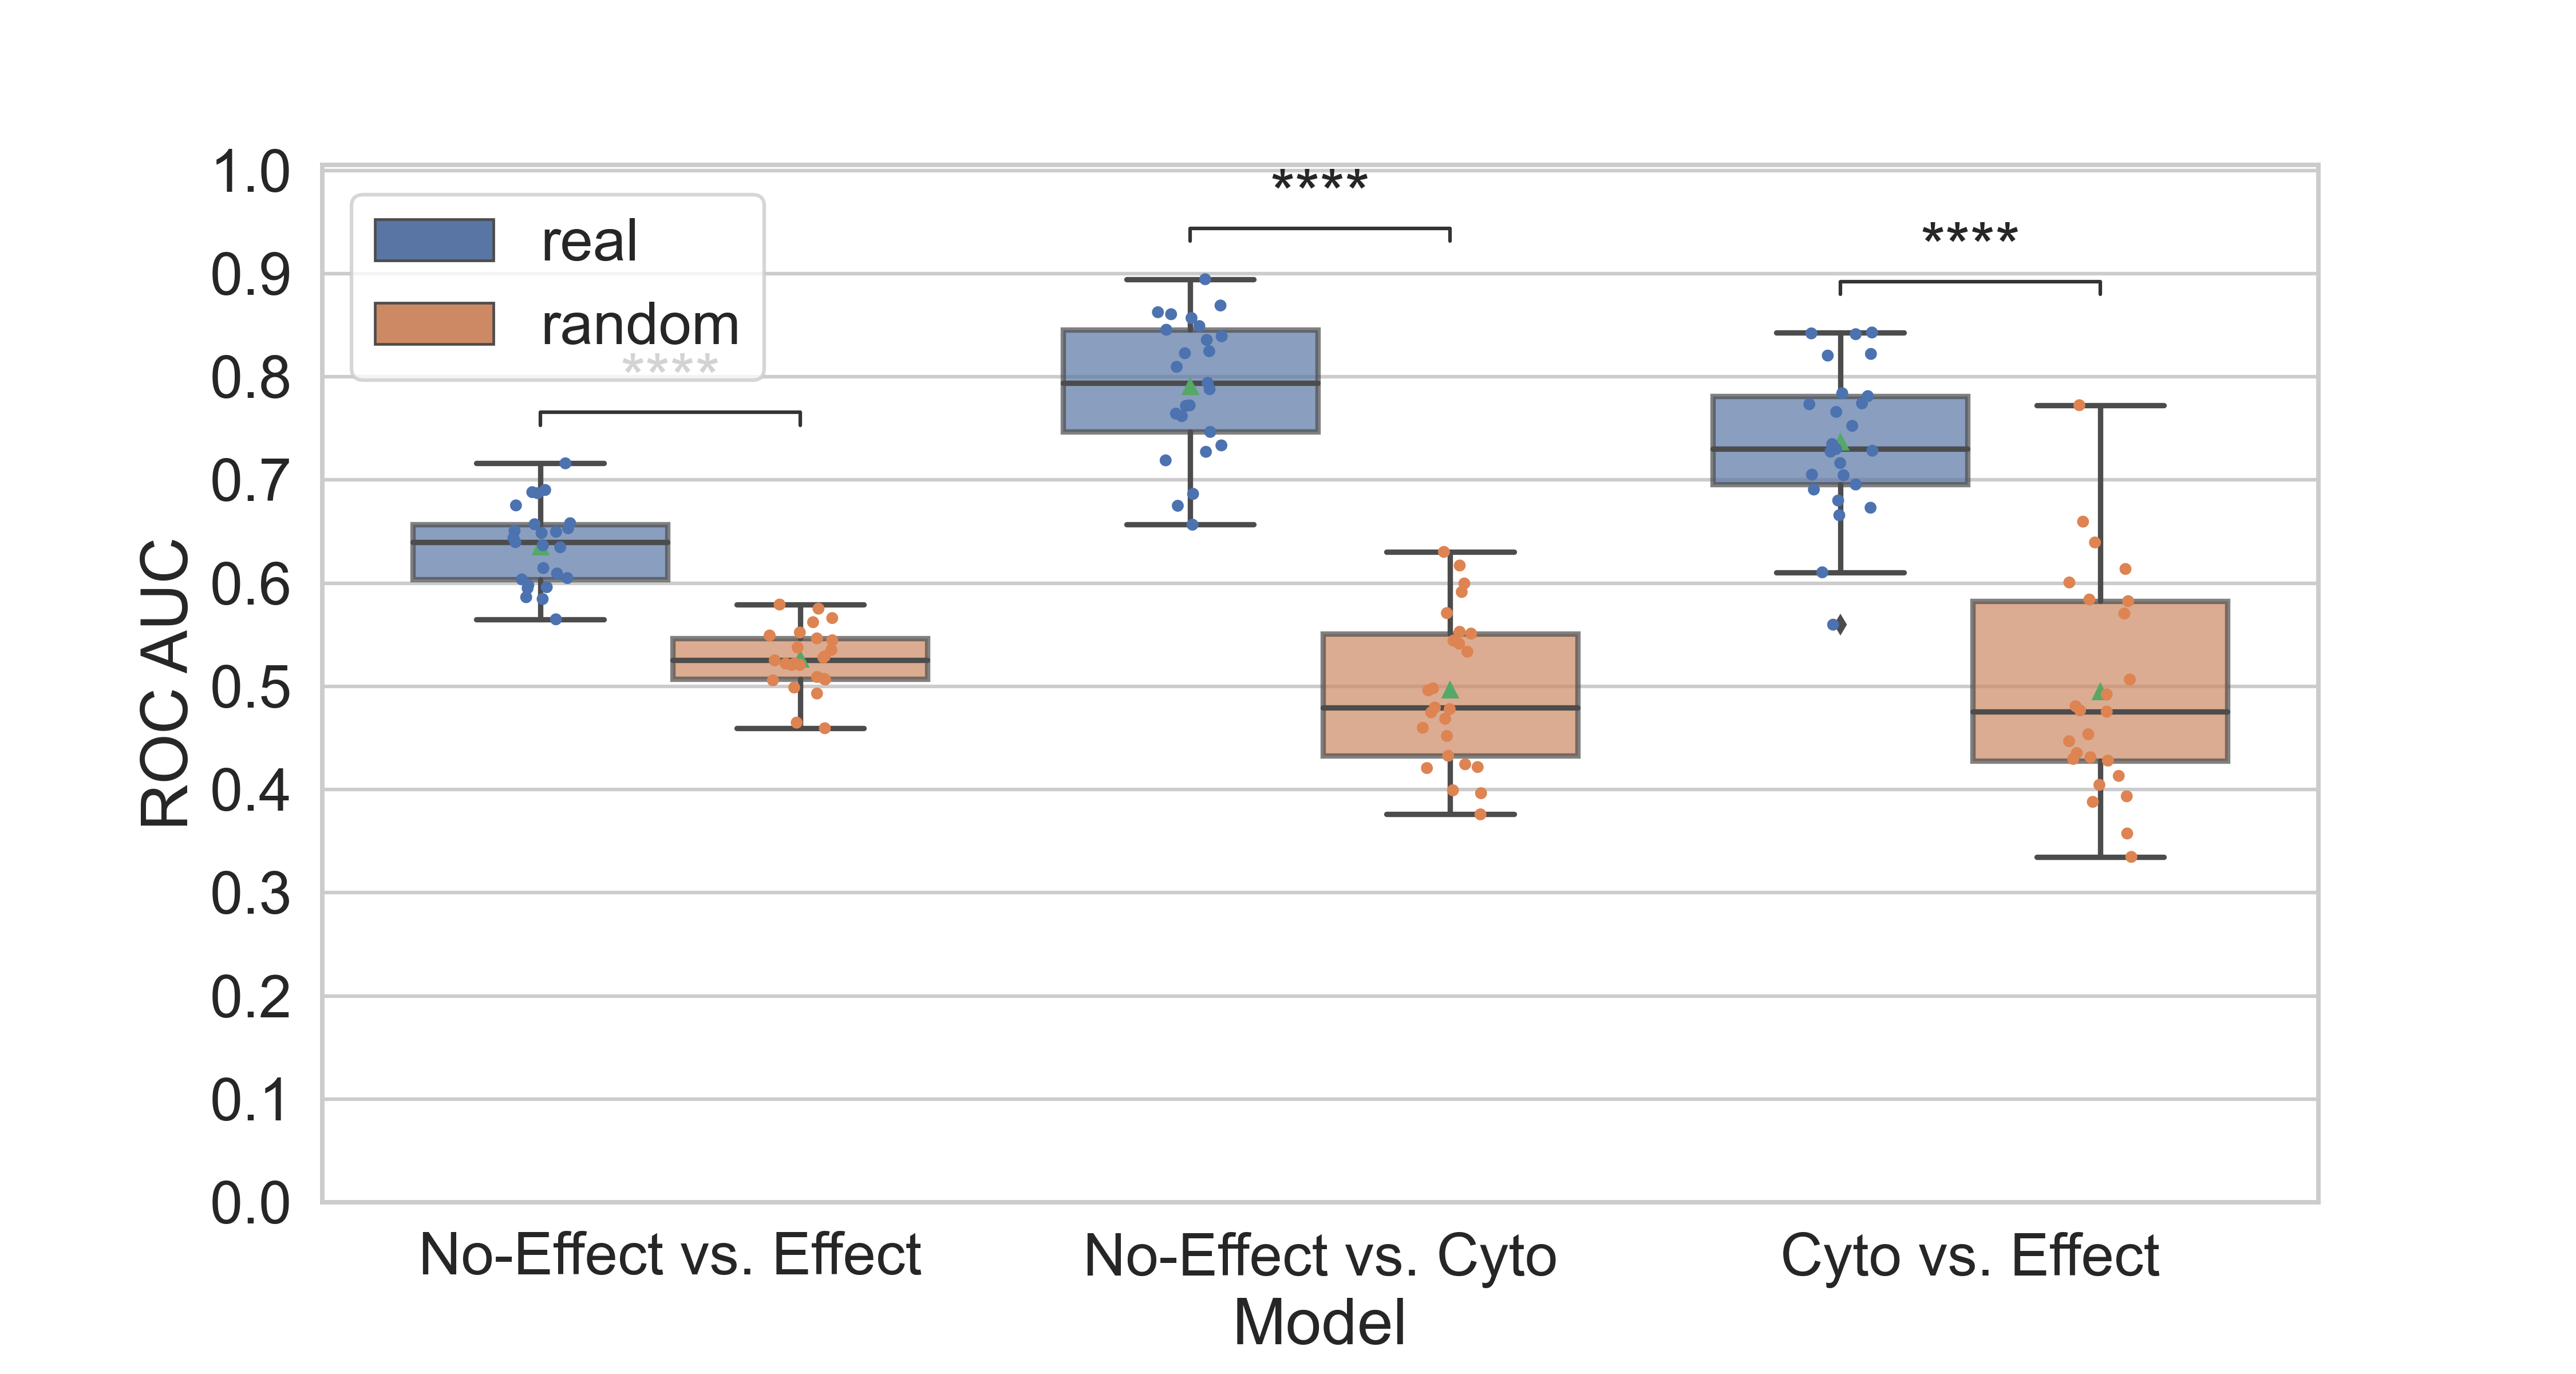 1.0
0.9
0.8
0.7
0.6
0.5
0.4
0.3
0.2
0.1
0.0
ROC AUC
real
random
****
****
****
No-Effect vs. Effect
No-Effect vs. Cyto
Cyto vs. Effect
Model